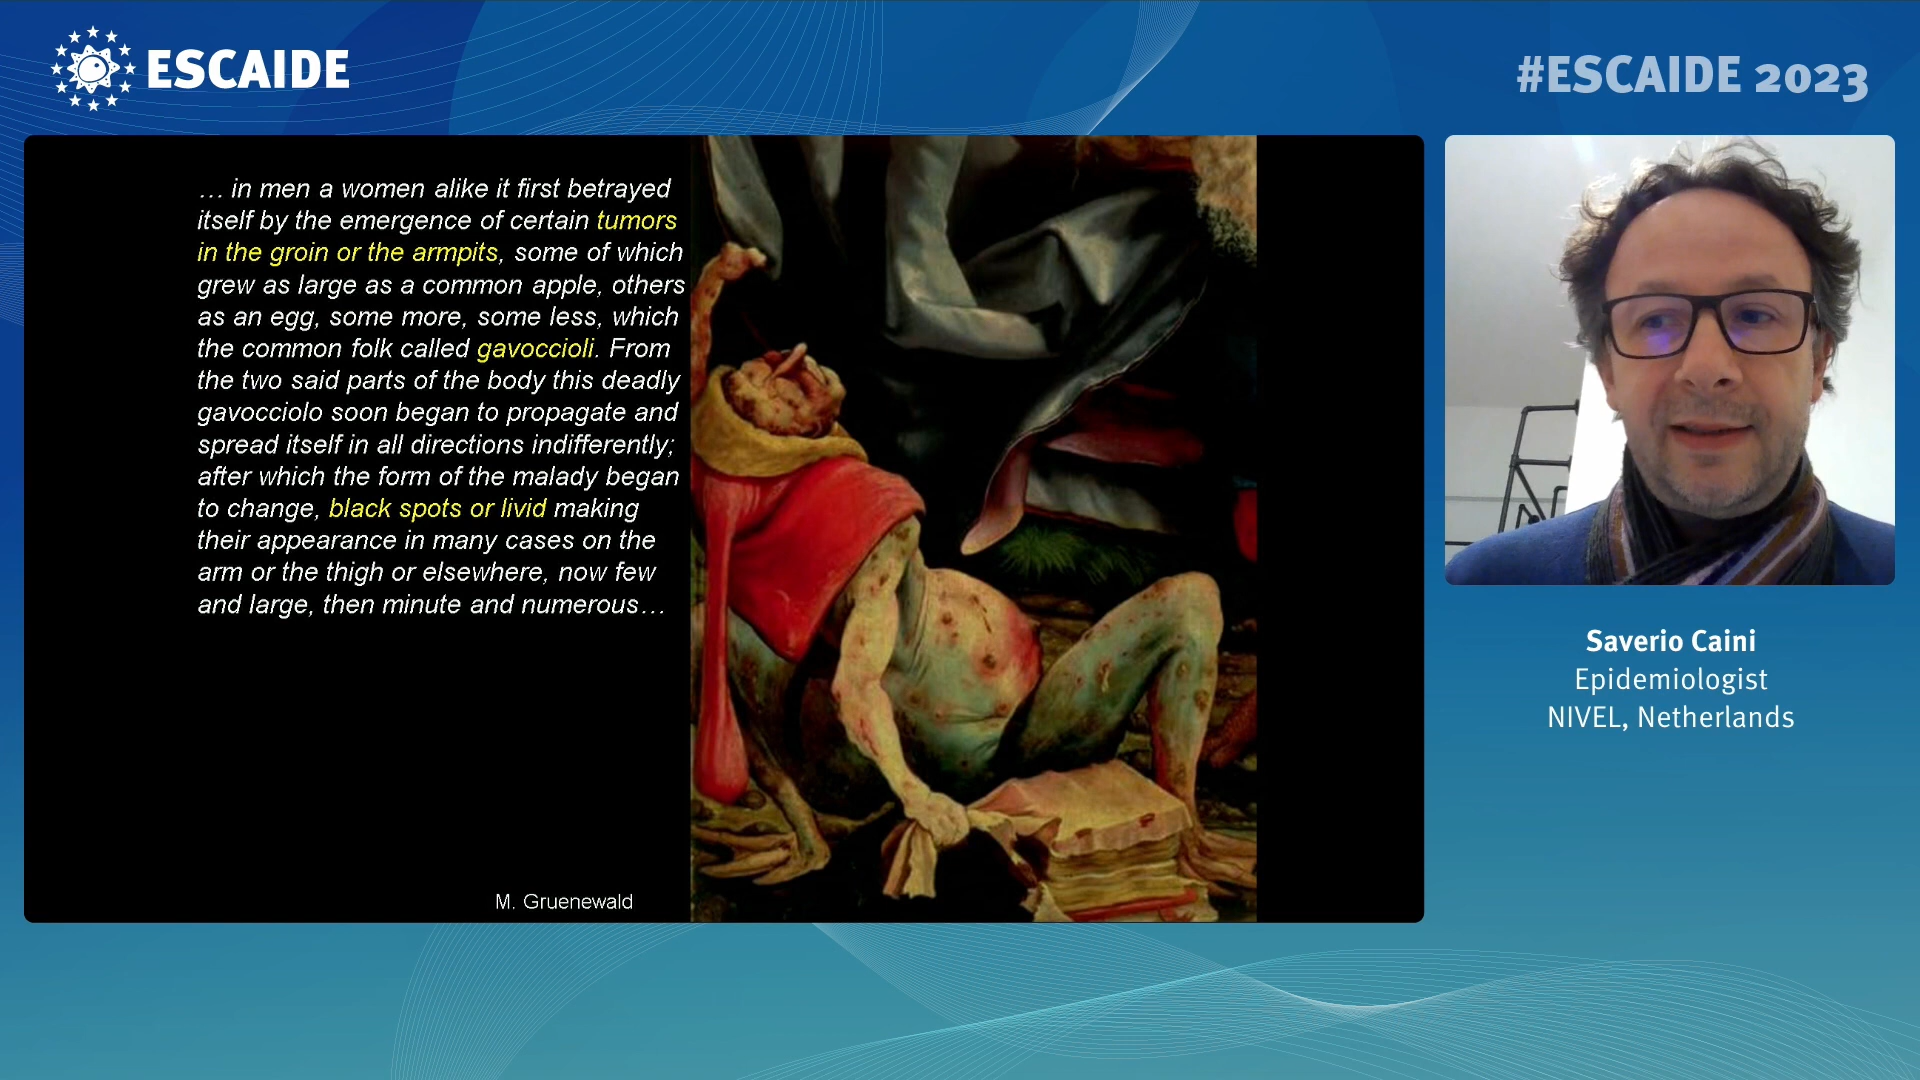 ESCAIDE
#ESCAIDE 2023
… in men a women alike it first betrayed
itself by the emergence of certain tumors
in the groin or the armpits, some of which
grew as large as a common apple, others
as an egg, some more, some less, which
the common folk called gavoccioli. From
the two said parts of the body this deadly
gavocciolo soon began to propagate and
spread itself in all directions indifferently;
after which the form of the malady began
to change, black spots or livid making
their appearance in many cases on the
arm or the thigh or elsewhere, now few
and large, then minute and numerous…
M. Gruenewald
Saverio Caini
Epidemiologist
NIVEL, Netherlands